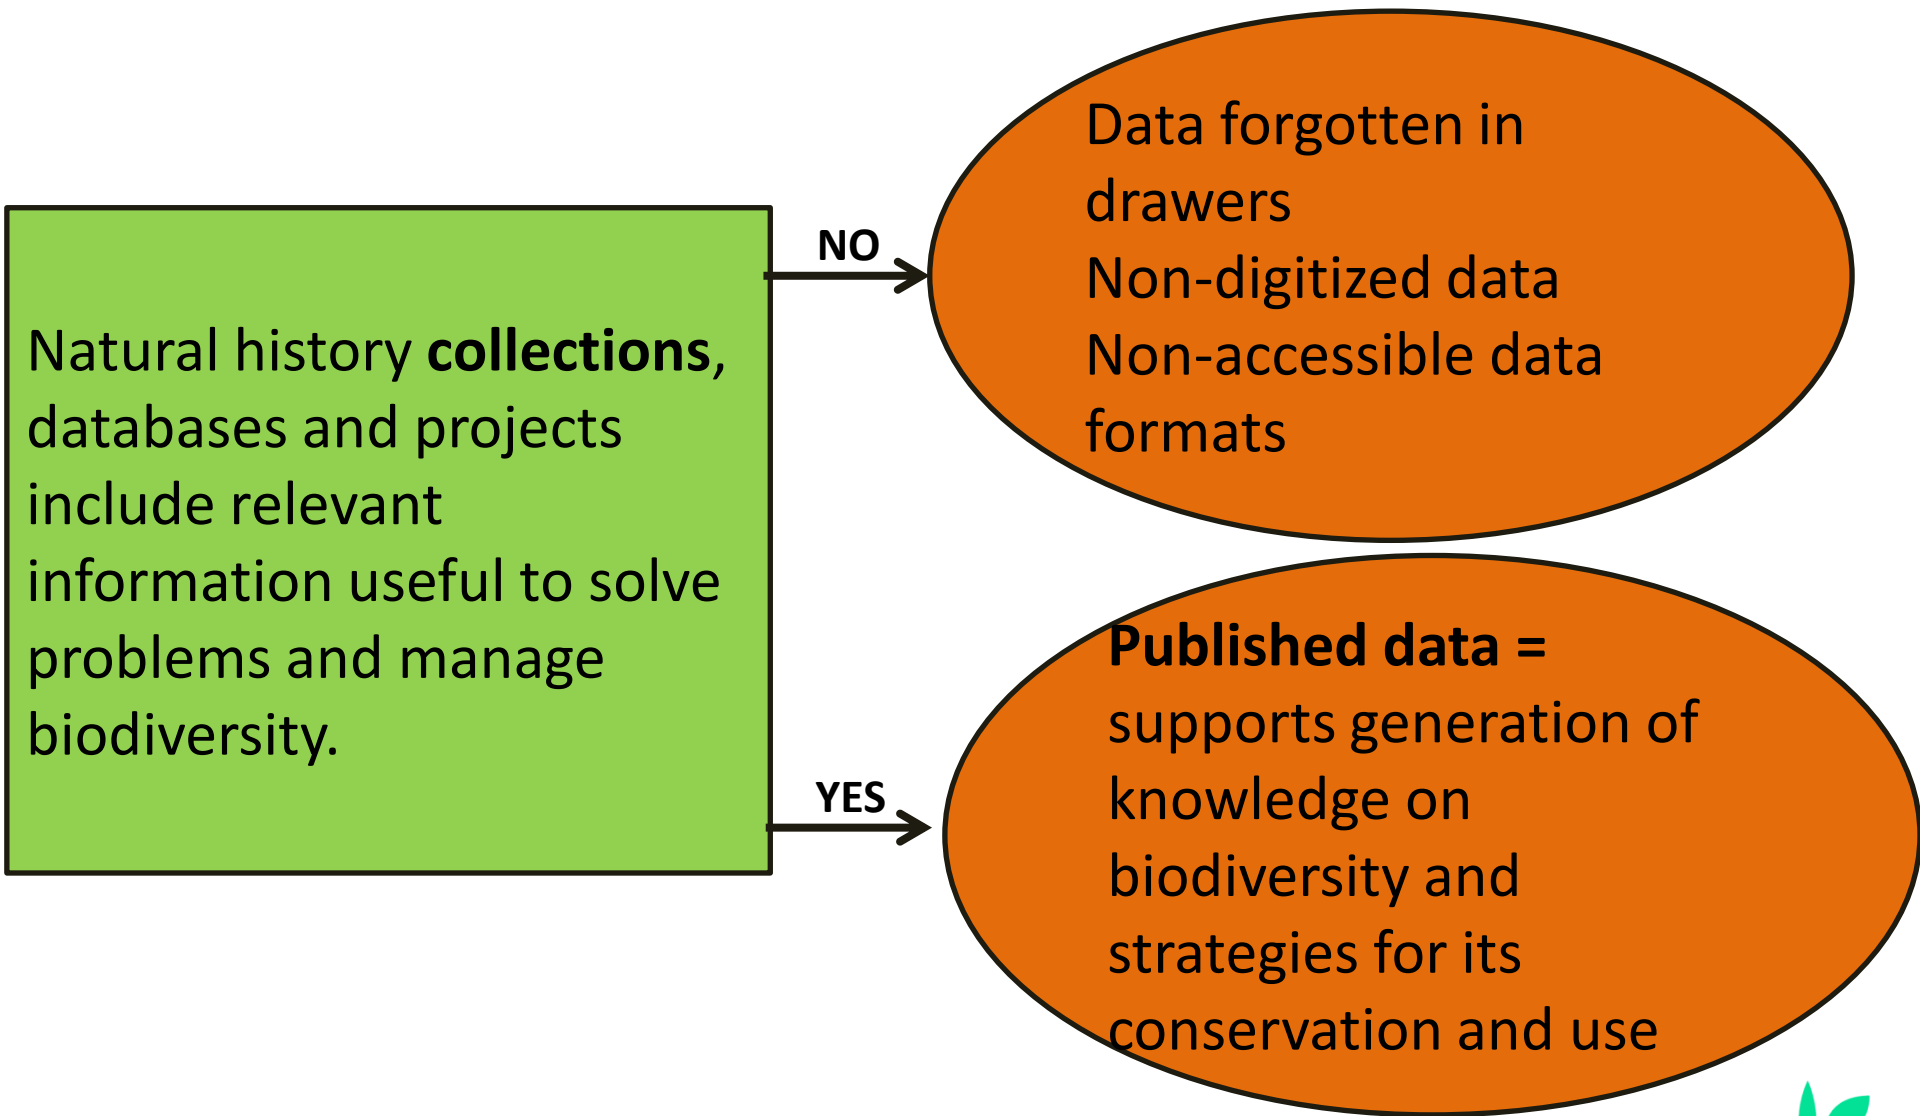 Natural history collections,
databases and projects
include relevant
information useful to solve
problems and manage
biodiversity.
NO
Data forgotten in
drawers
Non-digitized data
Non-accessible data
formats
YES
Published data =
supports generation of
knowledge on
biodiversity and
strategies for its
conservation and use